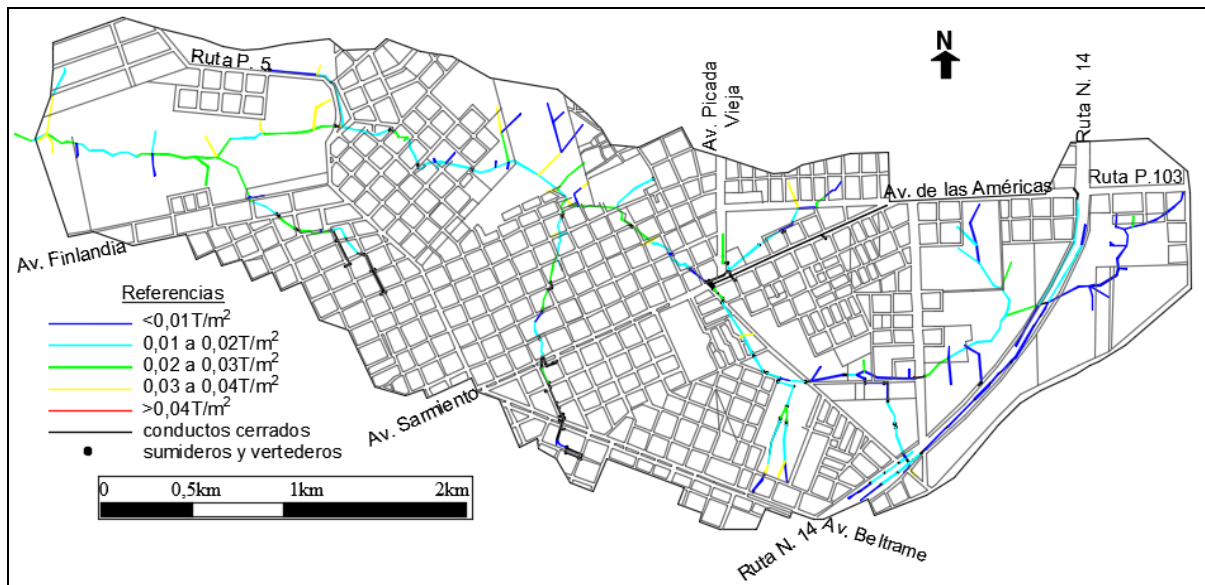 Ruta P. 5
N
Av. Picada
Vieja
Ruta N. 14
Ruta P.103
Av. de las Américas
Av. Finlandia
Referencias
<0,01T/m²
0,01 a 0,02T/m²
0,02 a 0,03T/m²
0,03 a 0,04T/m²
>0,04T/m²
conductos cerrados
sumideros y vertederos
Av. Sarmiento
0 0,5km 1km 2km
Ruta N. 14
Av. Beltrame